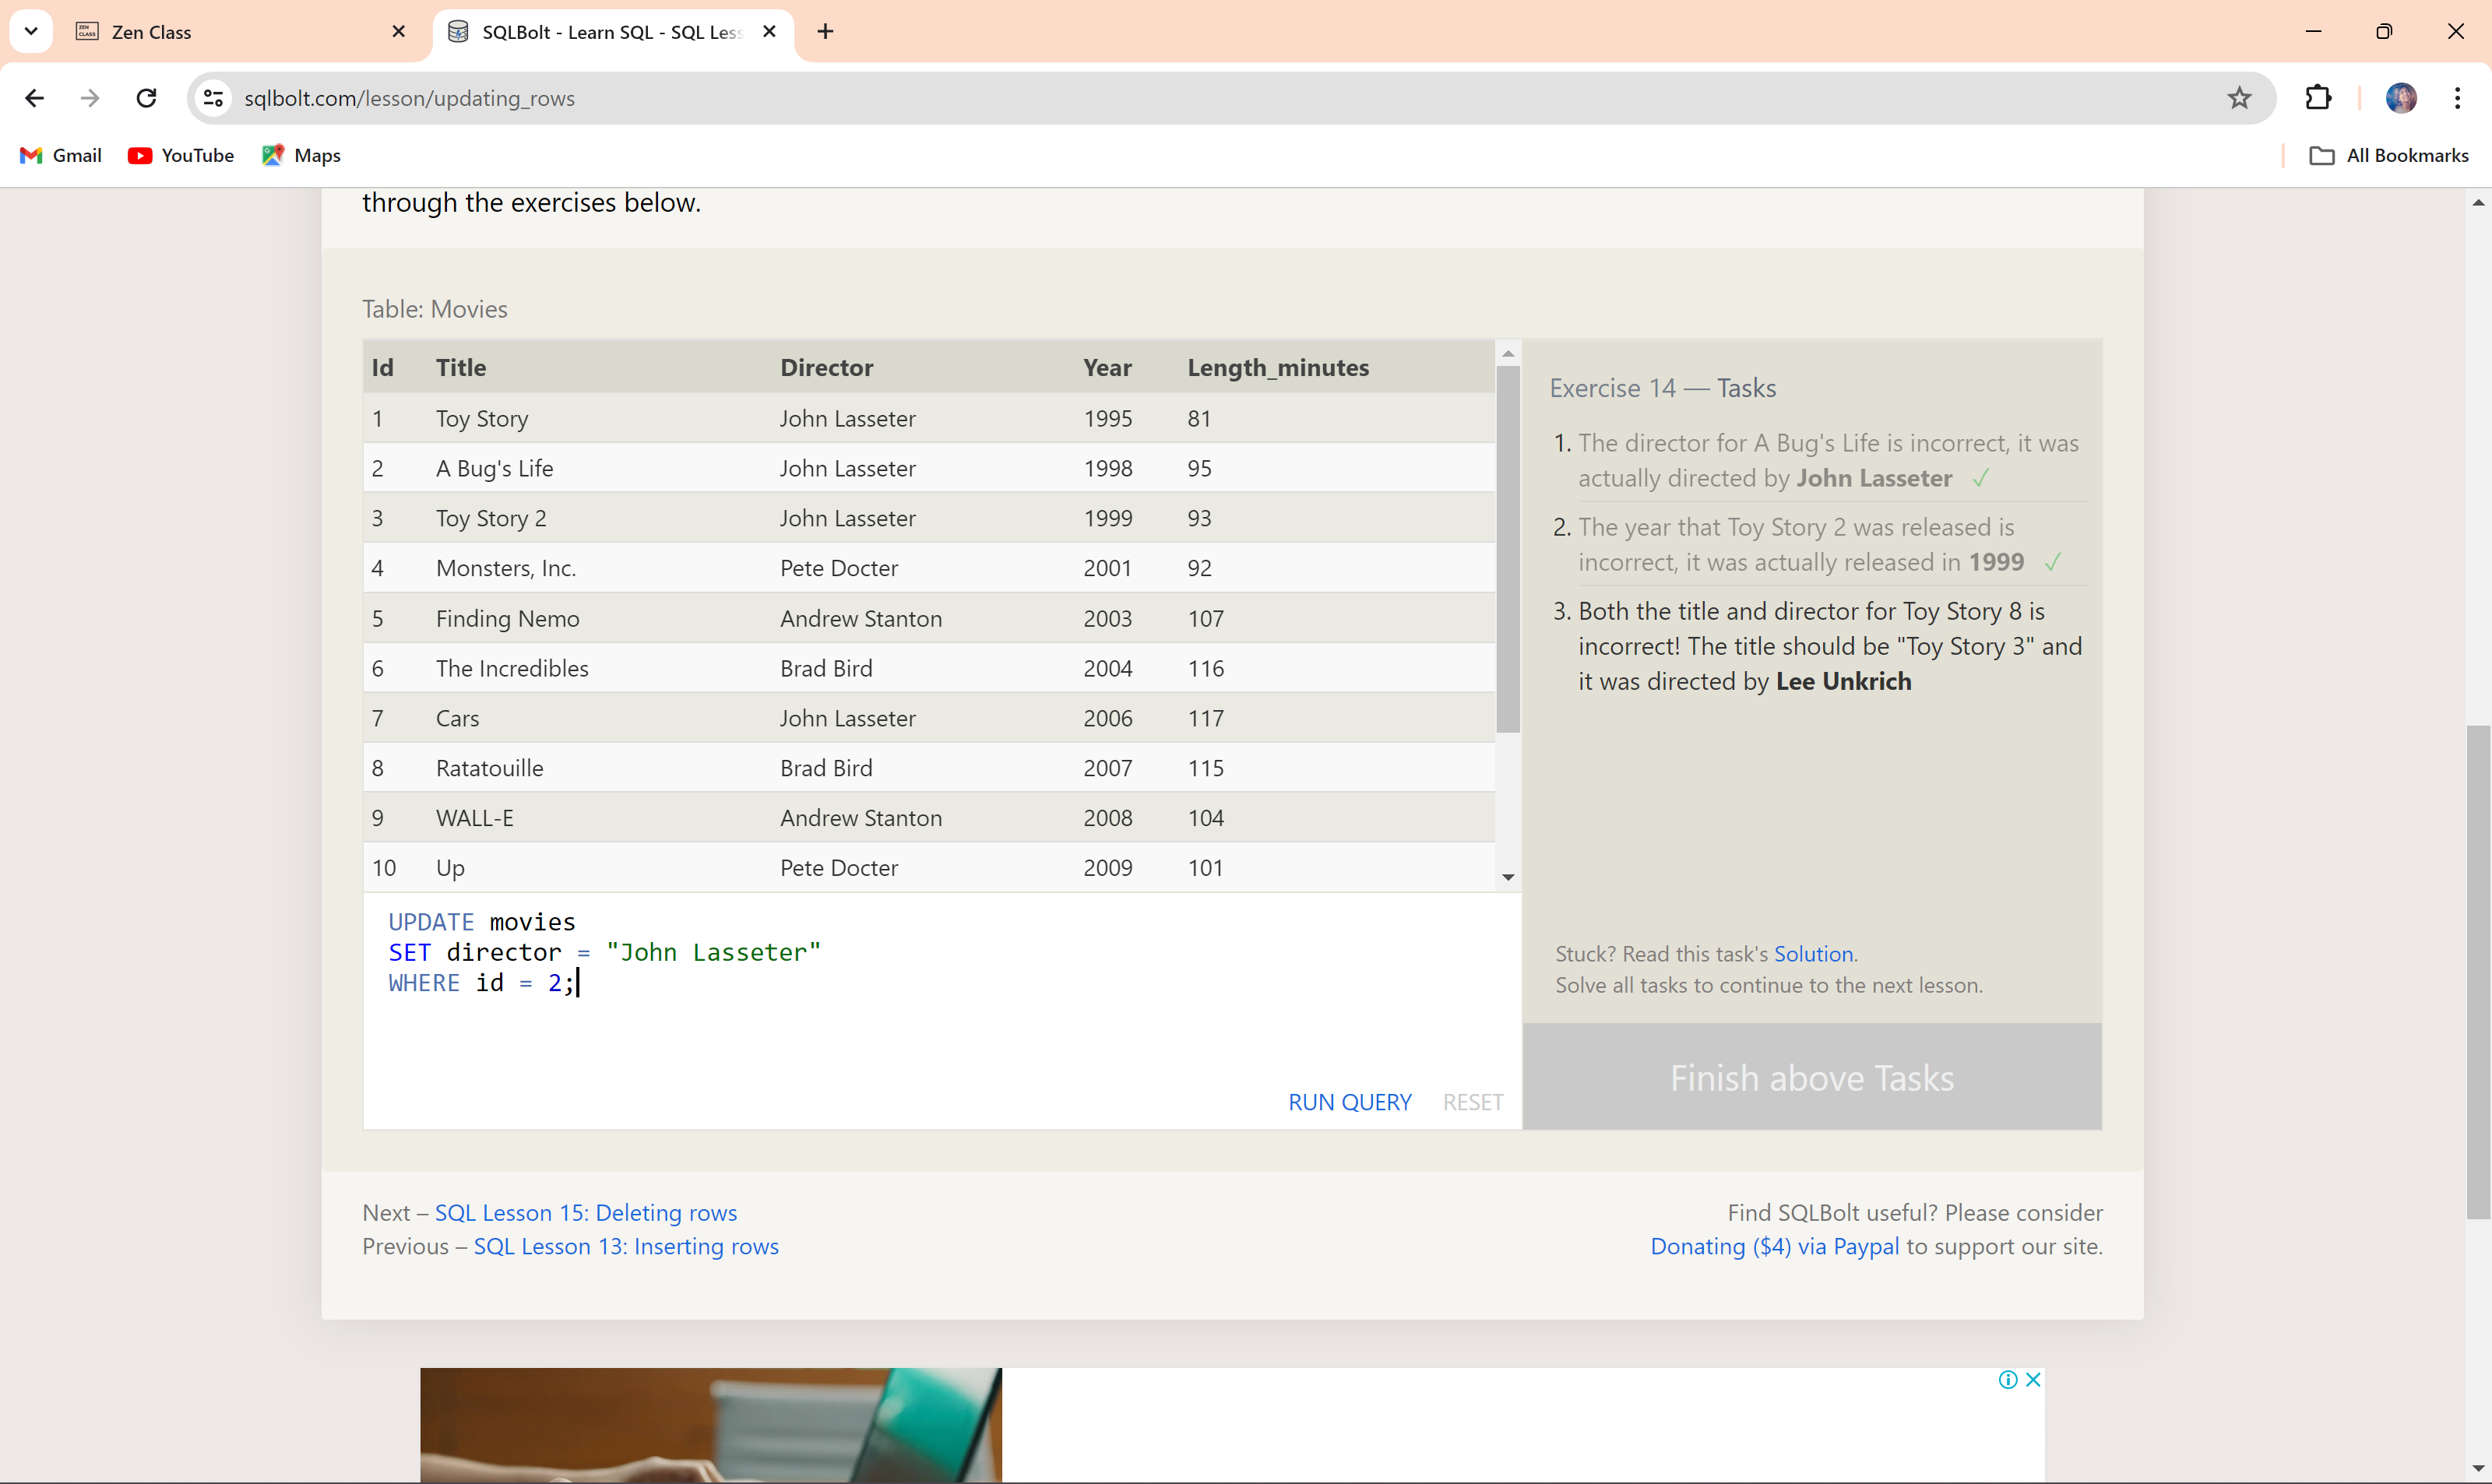 Zen Class
SQLBolt - Learn SQL - SQL Less
sqlbolt.com/lesson/updating_rows
Gmail YouTube Maps All Bookmarks
through the exercises below.
Table: Movies
Id Title Director Year Length_minutes
1 Toy Story John Lasseter 1995 81
2 A Bug's Life John Lasseter 1998 95
3 Toy Story 2 John Lasseter 1999 93
4 Monsters, Inc. Pete Docter 2001 92
5 Finding Nemo Andrew Stanton 2003 107
6 The Incredibles Brad Bird 2004 116
7 Cars John Lasseter 2006 117
8 Ratatouille Brad Bird 2007 115
9 WALL-E Andrew Stanton 2008 104
10 Up Pete Docter 2009 101
UPDATE movies
SET director = "John Lasseter"
WHERE id = 2;
RUN QUERY RESET
Exercise 14 — Tasks
1. The director for A Bug's Life is incorrect, it was
actually directed by John Lasseter ✓
2. The year that Toy Story 2 was released is
incorrect, it was actually released in 1999 ✓
3. Both the title and director for Toy Story 8 is
incorrect! The title should be "Toy Story 3" and
it was directed by Lee Unkrich
Stuck? Read this task's Solution.
Solve all tasks to continue to the next lesson.
Finish above Tasks
Next – SQL Lesson 15: Deleting rows
Previous – SQL Lesson 13: Inserting rows
Find SQLBolt useful? Please consider
Donating ($4) via Paypal to support our site.